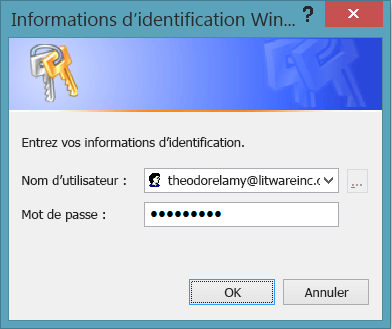 Informations d'identification Win... ?
Entrez vos informations d'identification.
Nom d'utilisateur : theodorelamy@litwareinc.c ...
Mot de passe : •••••••••
OK Annuler